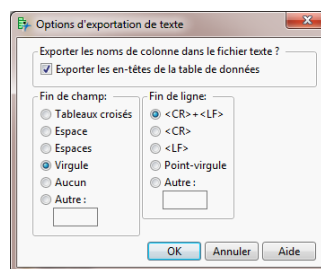 Options d'exportation de texte
Exporter les noms de colonne dans le fichier texte ?
Exporter les en-têtes de la table de données
Fin de champ:
Tableaux croisés
Espace
Espaces
Virgule
Aucun
Autre :
Fin de ligne:
<CR>+<LF>
<CR>
<LF>
Point-virgule
Autre :
OK
Annuler
Aide